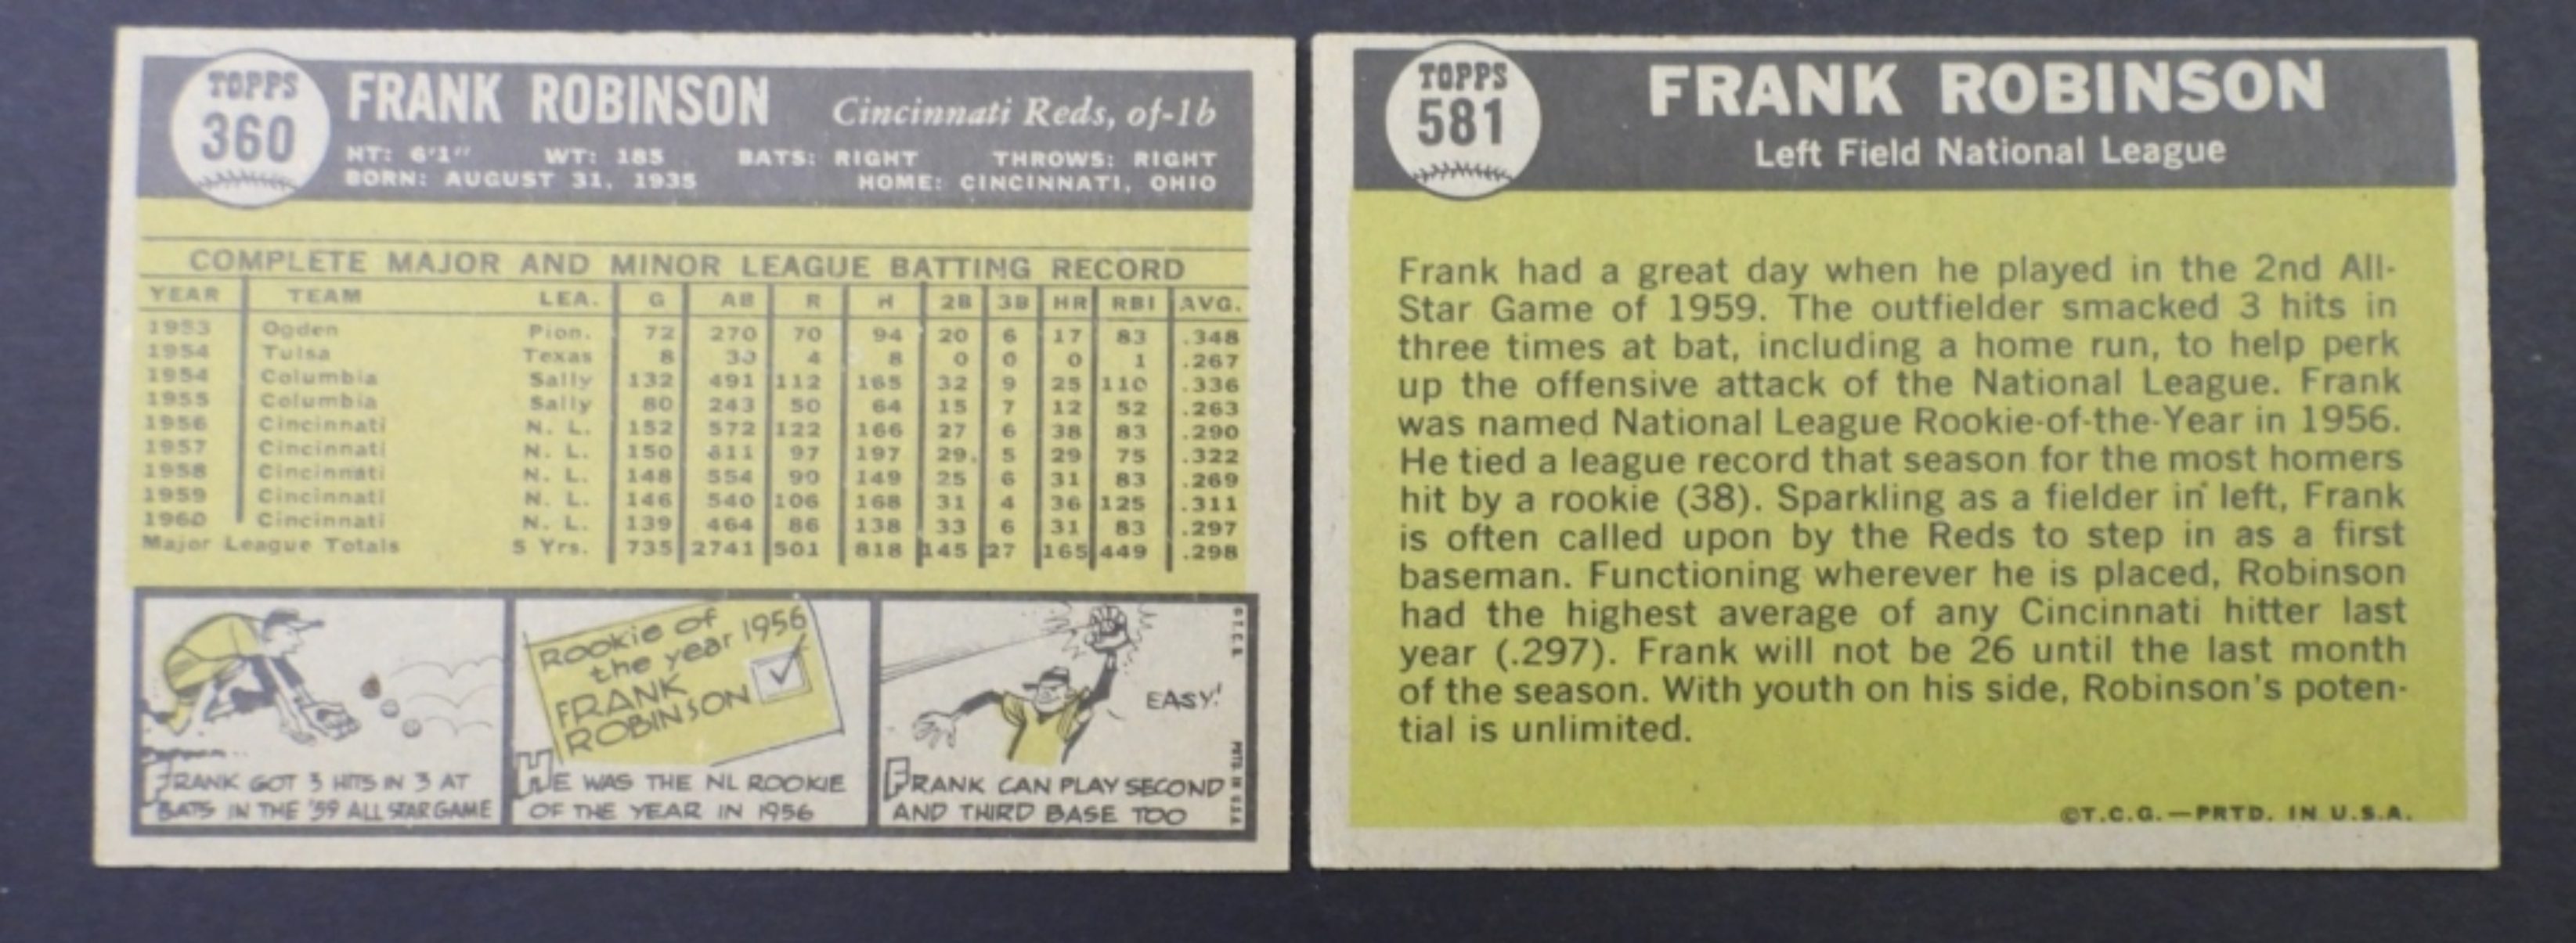 TOPPS
360
FRANK ROBINSON Cincinnati Reds, of-1b
HT: 6'1" WT: 185 BATS: RIGHT THROWS: RIGHT
BORN: AUGUST 31, 1935 HOME: CINCINNATI, OHIO
COMPLETE MAJOR AND MINOR LEAGUE BATTING RECORD
YEAR TEAM LEA. G AB R H 2B 3B HR RBI AVG.
1953 Ogden Pion. 72 270 70 94 20 6 17 83 .348
1954 Tulsa Texas 8 30 4 8 0 0 0 1 .267
1954 Columbia Sally 132 491 112 165 32 9 25 110 .336
1955 Columbia Sally 80 243 50 64 15 7 12 52 .263
1956 Cincinnati N. L. 152 572 122 166 27 6 38 83 .290
1957 Cincinnati N. L. 150 611 97 197 29 5 29 75 .322
1958 Cincinnati N. L. 148 554 90 149 25 6 31 83 .269
1959 Cincinnati N. L. 146 540 106 168 31 4 36 125 .311
1960 Cincinnati N. L. 139 464 86 138 33 6 31 83 .297
Major League Totals 5 Yrs. 735 2741 501 818 145 27 165 449 .298
Rookie of
the year 1956
FRANK
ROBINSON
EASY!
FRANK GOT 3 HITS IN 3 AT
BATS IN THE '59 ALL STAR GAME
HE WAS THE NL ROOKIE
OF THE YEAR IN 1956
FRANK CAN PLAY SECOND
AND THIRD BASE TOO
©T.C.G.
PRTD. IN U.S.A.
TOPPS
581
FRANK ROBINSON
Left Field National League
Frank had a great day when he played in the 2nd All-
Star Game of 1959. The outfielder smacked 3 hits in
three times at bat, including a home run, to help perk
up the offensive attack of the National League. Frank
was named National League Rookie-of-the-Year in 1956.
He tied a league record that season for the most homers
hit by a rookie (38). Sparkling as a fielder in left, Frank
is often called upon by the Reds to step in as a first
baseman. Functioning wherever he is placed, Robinson
had the highest average of any Cincinnati hitter last
year (.297). Frank will not be 26 until the last month
of the season. With youth on his side, Robinson's poten-
tial is unlimited.
©T.C.G.—PRTD. IN U.S.A.